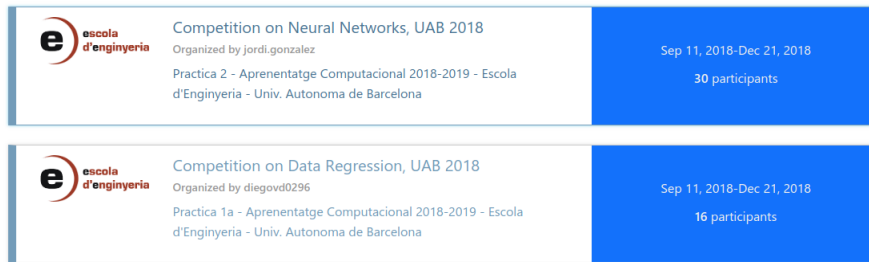 e escola
d'enginyeria
Competition on Neural Networks, UAB 2018
Organized by jordi.gonzalez
Practica 2 - Aprenentatge Computacional 2018-2019 - Escola
d'Enginyeria - Univ. Autonoma de Barcelona
Sep 11, 2018-Dec 21, 2018
30 participants
e escola
d'enginyeria
Competition on Data Regression, UAB 2018
Organized by diegovd0296
Practica 1a - Aprenentatge Computacional 2018-2019 - Escola
d'Enginyeria - Univ. Autonoma de Barcelona
Sep 11, 2018-Dec 21, 2018
16 participants